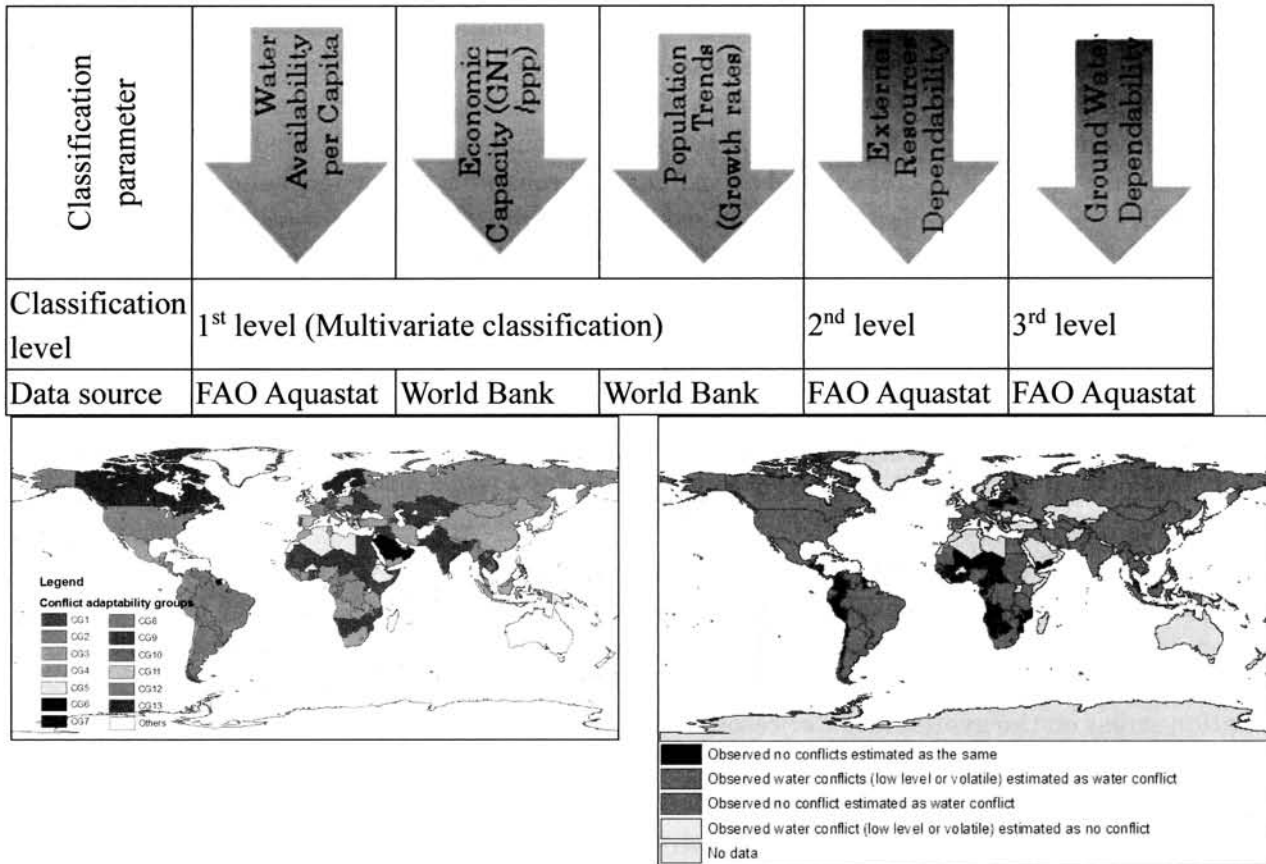 Classification
parameter
Water
Availability
per Capita
Economic
Capacity (GNI
/ppp)
Population
Trends
(Growth rates)
External
Resources
Dependability
Ground Water
Dependability
Classification
level
1st level (Multivariate classification)
2nd level
3rd level
Data source
FAO Aquastat
World Bank
World Bank
FAO Aquastat
FAO Aquastat
Legend
Conflict adaptability groups
CG1
CG2
CG3
CG4
CG5
CG6
CG7
CG8
CG9
CG10
CG11
CG12
CG13
Others
Observed no conflicts estimated as the same
Observed water conflicts (low level or volatile) estimated as water conflict
Observed no conflict estimated as water conflict
Observed water conflict (low level or volatile) estimated as no conflict
No data